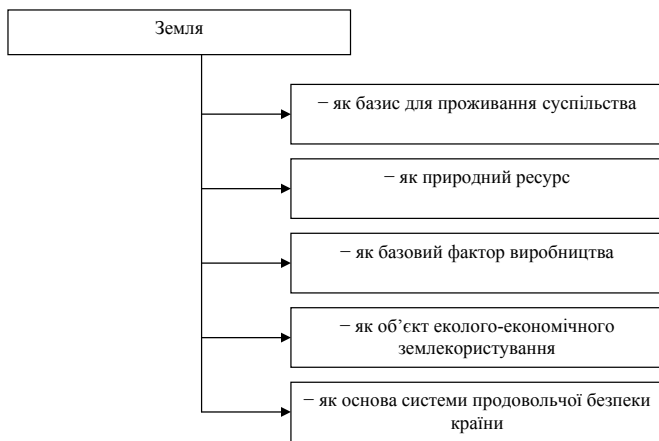 Земля
− як базис для проживання суспільства
− як природний ресурс
− як базовий фактор виробництва
− як об’єкт еколого-економічного
землекористування
− як основа системи продовольчої безпеки
країни